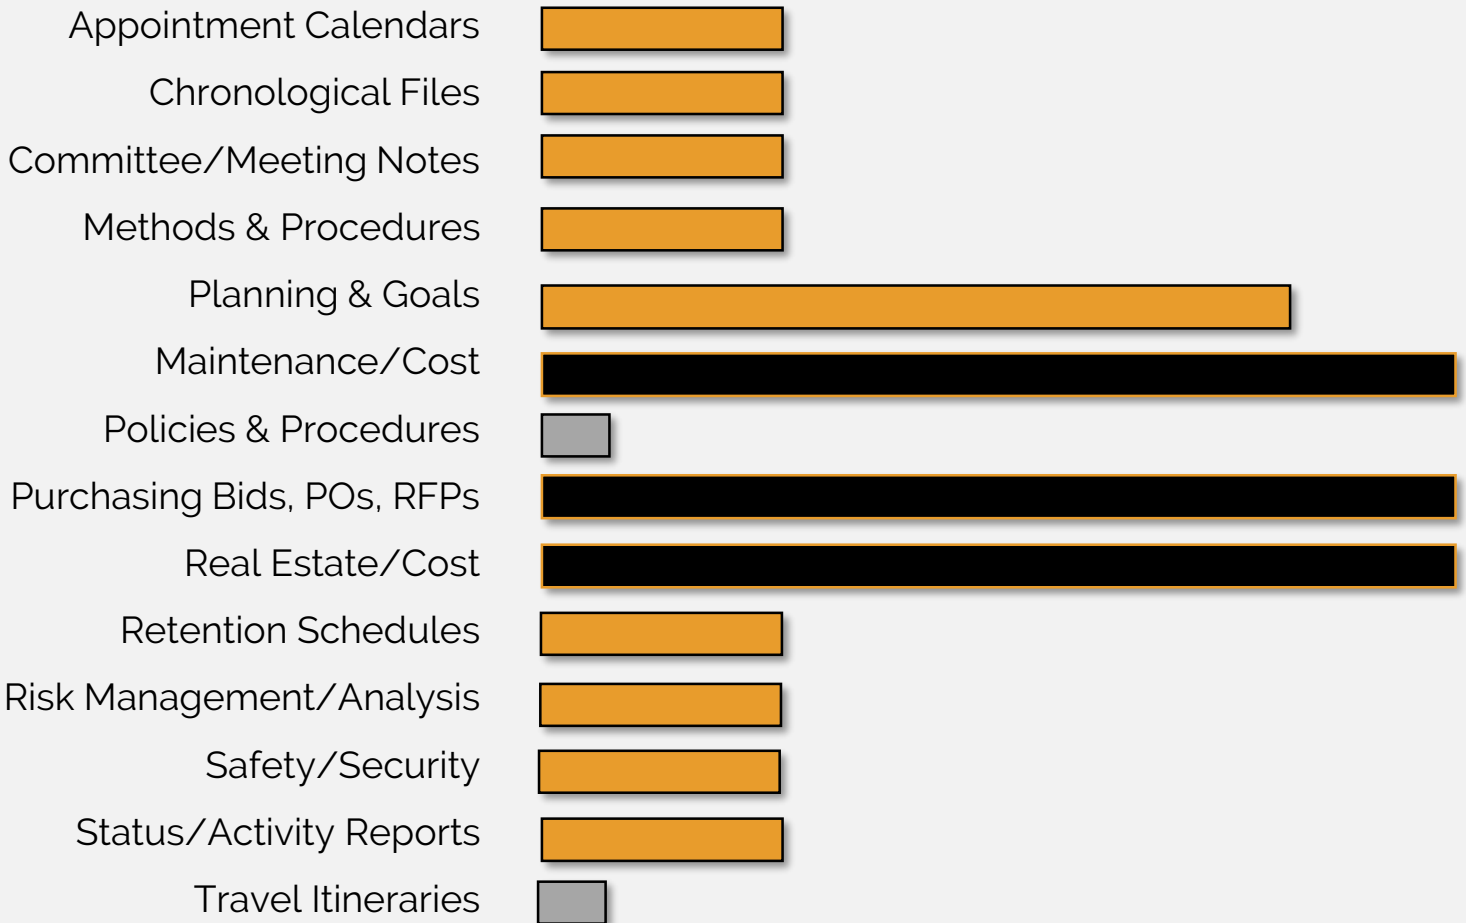 Appointment Calendars
Chronological Files
Committee/Meeting Notes
Methods & Procedures
Planning & Goals
Maintenance/Cost
Policies & Procedures
Purchasing Bids, POs, RFPs
Real Estate/Cost
Retention Schedules
Risk Management/Analysis
Safety/Security
Status/Activity Reports
Travel Itineraries